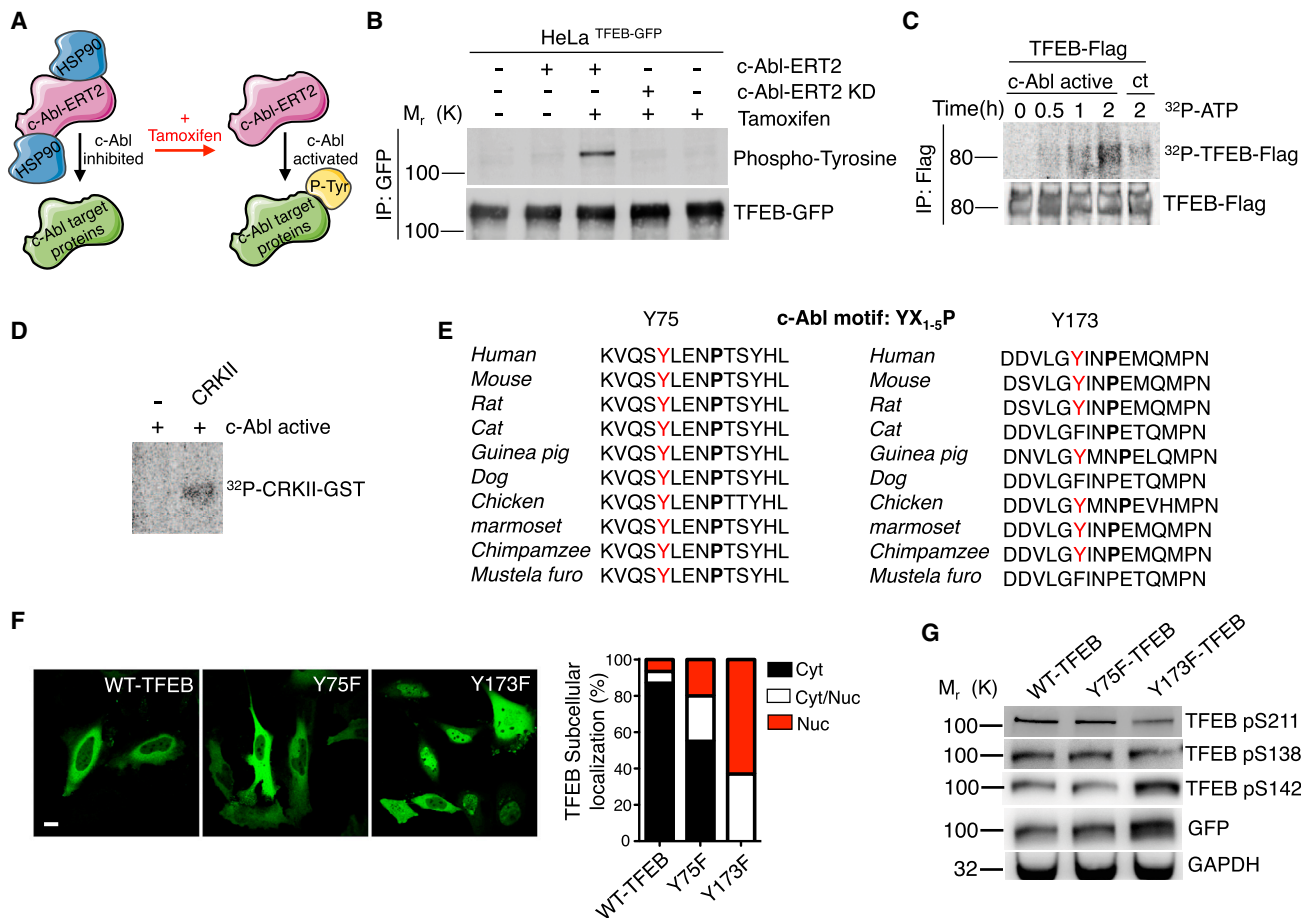 A
HSP90
c-Abl-ERT2
HSP90
c-Abl
inhibited
c-Abl target
proteins
+
Tamoxifen
c-Abl-ERT2
c-Abl
activated
P-Tyr
c-Abl target
proteins
B
HeLa TFEB-GFP
- + + - - c-Abl-ERT2
- - - + - c-Abl-ERT2 KD
Mr (K) - - + + + Tamoxifen
IP: GFP
100 Phospho-Tyrosine
100 TFEB-GFP
C
TFEB-Flag
c-Abl active ct
Time(h) 0 0.5 1 2 2 32P-ATP
IP: Flag
80 32P-TFEB-Flag
80 TFEB-Flag
D
- CRKII
+ + c-Abl active
32P-CRKII-GST
E
Y75 c-Abl motif: YX1-5P Y173
Human KVQSYLENPTSYHL Human DDVLGYINPEMQMPN
Mouse KVQSYLENPTSYHL Mouse DSVLGYINPEMQMPN
Rat KVQSYLENPTSYHL Rat DSVLGYINPEMQMPN
Cat KVQSYLENPTSYHL Cat DDVLGFINPETQMPN
Guinea pig KVQSYLENPTSYHL Guinea pig DNVLGYMNPELQMPN
Dog KVQSYLENPTSYHL Dog DDVLGFINPETQMPN
Chicken KVQSYLENPTTYHL Chicken DDVLGYMNPEVHMPN
marmoset KVQSYLENPTSYHL marmoset DDVLGYINPEMQMPN
Chimpamzee KVQSYLENPTSYHL Chimpamzee DDVLGYINPEMQMPN
Mustela furo KVQSYLENPTSYHL Mustela furo DDVLGFINPETQMPN
F
WT-TFEB
Y75F
Y173F
TFEB Subcellular
localization (%)
100
80
60
40
20
0
WT-TFEB
Y75F
Y173F
Cyt
Cyt/Nuc
Nuc
G
Mr (K) WT-TFEB Y75F-TFEB Y173F-TFEB
100 TFEB pS211
100 TFEB pS138
100 TFEB pS142
100 GFP
32 GAPDH